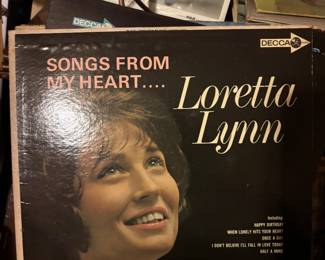 DECCA
SONGS FROM
MY HEART....
Loretta
Lynn
Including
HAPPY BIRTHDAY
WHEN LONELY HITS YOUR HEART
ONCE A DAY
I DON'T BELIEVE I'LL FALL IN LOVE TODAY
HALF A MIND